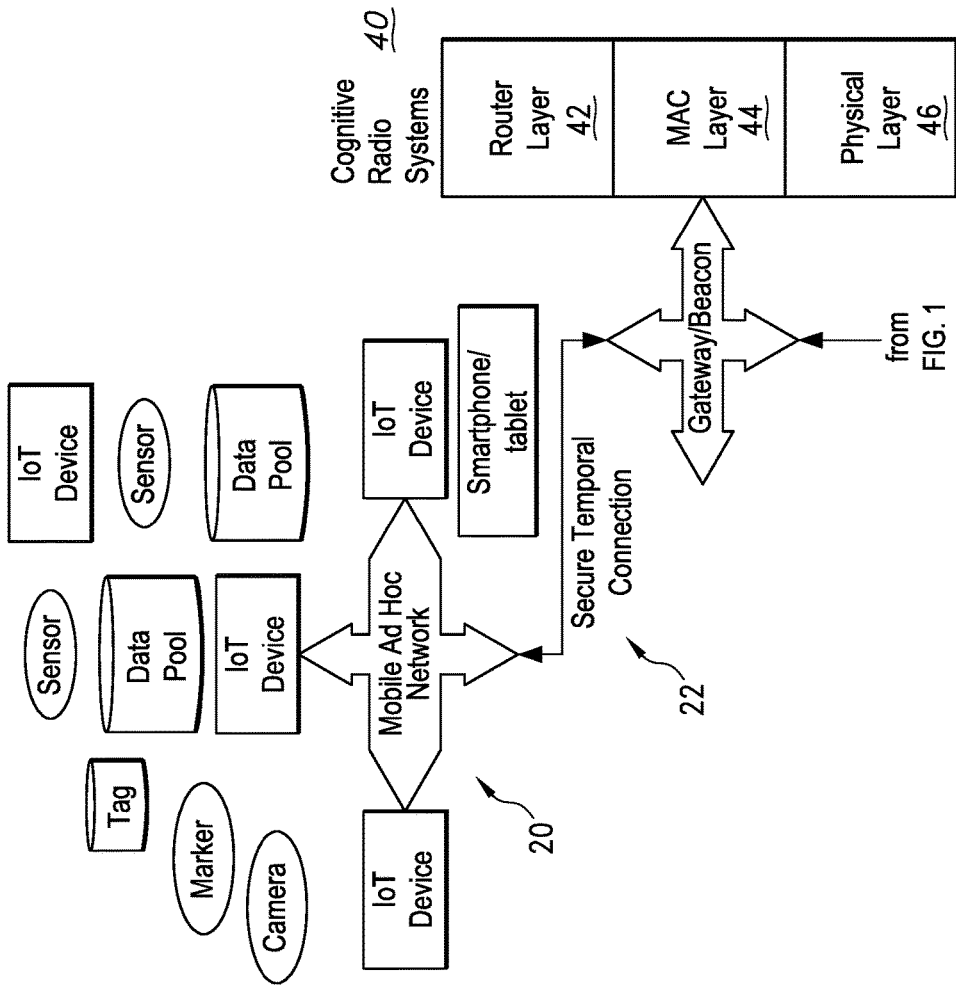 IoT
Device
Sensor
Data
Pool
Sensor
Data
Pool
IoT
Device
Tag
Marker
Camera
IoT
Device
Mobile Ad Hoc
Network
IoT
Device
Smartphone/
tablet
20
22
Secure Temporal
Connection
Gateway/Beacon
from
FIG. 1
Cognitive
Radio
Systems
40
Router
Layer
42
MAC
Layer
44
Physical
Layer
46